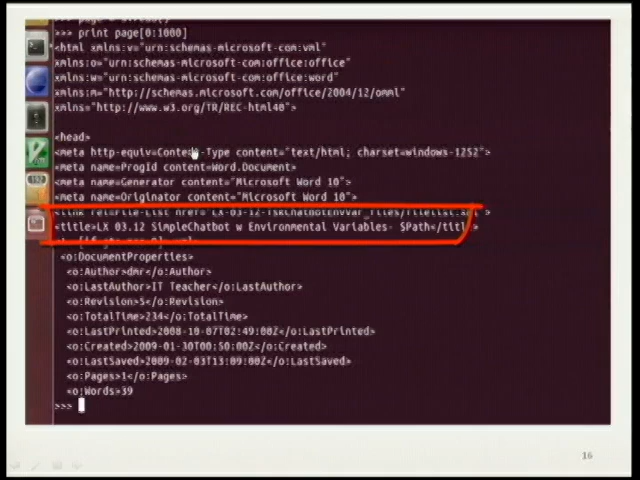 >>> print page[0:1000]
<html xmlns:v="urn:schemas-microsoft-com:vml"
xmlns:o="urn:schemas-microsoft-com:office:office"
xmlns:w="urn:schemas-microsoft-com:office:word"
xmlns:m="http://schemas.microsoft.com/office/2004/12/omml"
xmlns="http://www.w3.org/TR/REC-html40">
<head>
<meta http-equiv=Content-Type content="text/html; charset=windows-1252">
<meta name=ProgId content=Word.Document>
<meta name=Generator content="Microsoft Word 10">
<meta name=Originator content="Microsoft Word 10">
<link rel=File-List
<title>LX 03.12 SimpleChatbot w Environmental Variables- $Path</title>
<o:DocumentProperties>
<o:Author>dmr</o:Author>
<o:LastAuthor>IT Teacher</o:LastAuthor>
<o:Revision>5</o:Revision>
<o:TotalTime>234</o:TotalTime>
<o:LastPrinted>2008-10-07T02:49:00Z</o:LastPrinted>
<o:Created>2009-01-30T00:50:00Z</o:Created>
<o:LastSaved>2009-02-03T13:09:00Z</o:LastSaved>
<o:Pages>1</o:Pages>
<o:Words>39
>>>
16